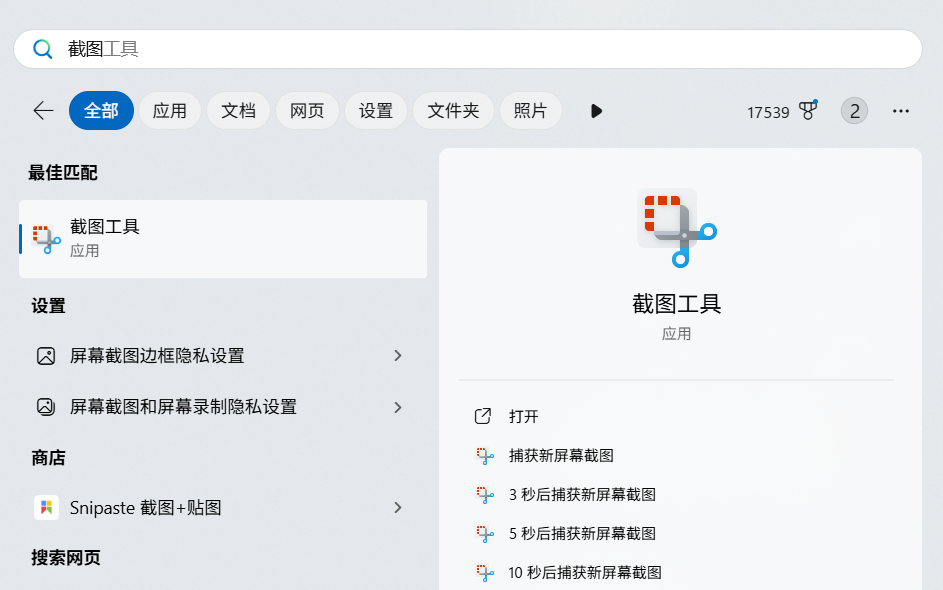 截图工具
全部
应用
文档
网页
设置
文件夹
照片
17539
2
最佳匹配
截图工具
应用
设置
屏幕截图边框隐私设置
屏幕截图和屏幕录制隐私设置
商店
Snipaste 截图+贴图
搜索网页
截图工具
应用
打开
捕获新屏幕截图
3 秒后捕获新屏幕截图
5 秒后捕获新屏幕截图
10 秒后捕获新屏幕截图